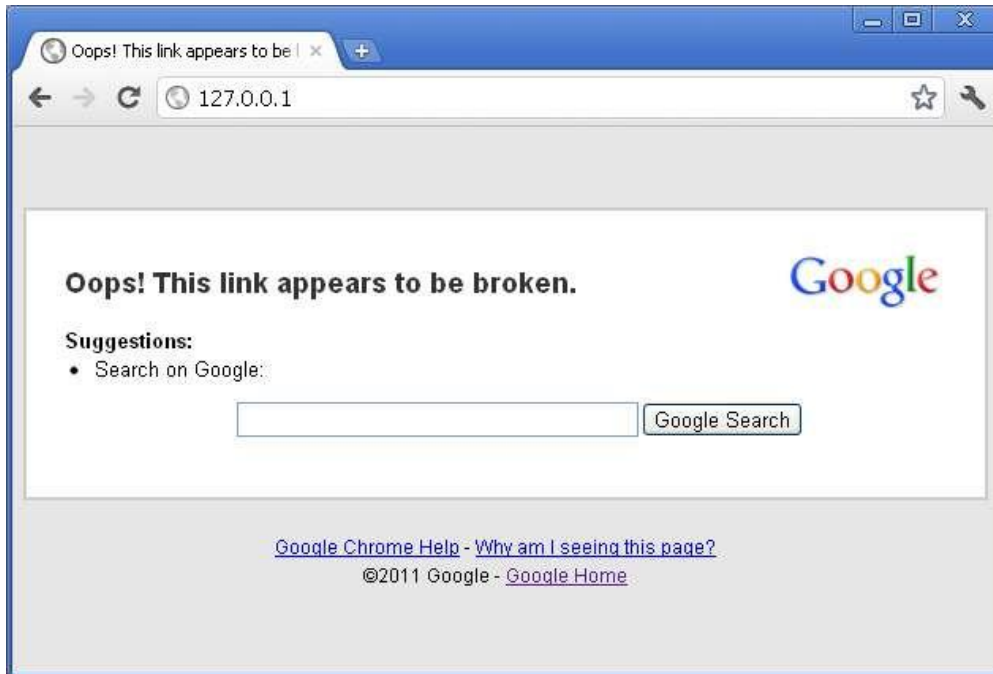 Oops! This link appears to be
127.0.0.1
Google
Oops! This link appears to be broken.
Suggestions:
• Search on Google:
Google Search
Google Chrome Help - Why am I seeing this page?
©2011 Google - Google Home